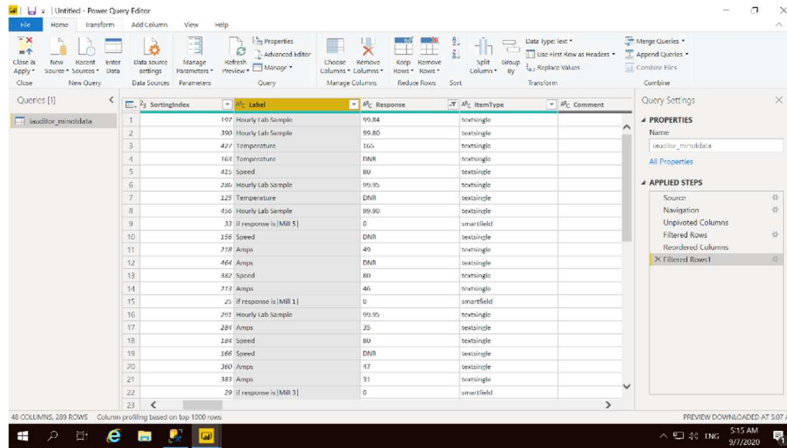 Untitled - Power Query Editor
File Home Transform Add Column View Help
Close & Apply
New Source
Recent Sources
Enter Data
Data source settings
Manage Parameters
Refresh Preview
Properties
Advanced Editor
Manage
Choose Columns
Remove Columns
Keep Rows
Remove Rows
Split Column
Group By
Data Type: Text
Use First Row as Headers
Replace Values
Merge Queries
Append Queries
Combine Files
Close New Query Data Sources Parameters Query Manage Columns Reduce Rows Sort Transform Combine
Queries [1]
iauditor_minotdata
SortingIndex Label Response ItemType Comment
1 197 Hourly Lab Sample 99.84 textsingle
2 390 Hourly Lab Sample 99.80 textsingle
3 427 Temperature 165 textsingle
4 163 Temperature DNR textsingle
5 415 Speed 80 textsingle
6 286 Hourly Lab Sample 99.95 textsingle
7 125 Temperature DNR textsingle
8 456 Hourly Lab Sample 99.80 textsingle
9 33 if response is|Mill 5| 0 smartfield
10 156 Speed DNR textsingle
11 218 Amps 49 textsingle
12 464 Amps DNR textsingle
13 382 Speed 80 textsingle
14 213 Amps 46 textsingle
15 25 if response is|Mill 1| 0 smartfield
16 291 Hourly Lab Sample 99.95 textsingle
17 284 Amps 35 textsingle
18 184 Speed 80 textsingle
19 166 Speed DNR textsingle
20 360 Amps 47 textsingle
21 383 Amps 31 textsingle
22 29 if response is|Mill 3| 0 smartfield
23
Query Settings
PROPERTIES
Name
iauditor_minotdata
All Properties
APPLIED STEPS
Source
Navigation
Unpivoted Columns
Filtered Rows
Reordered Columns
Filtered Rows1
48 COLUMNS, 289 ROWS Column profiling based on top 1000 rows
PREVIEW DOWNLOADED AT 5:07
ENG
5:15 AM
9/7/2020